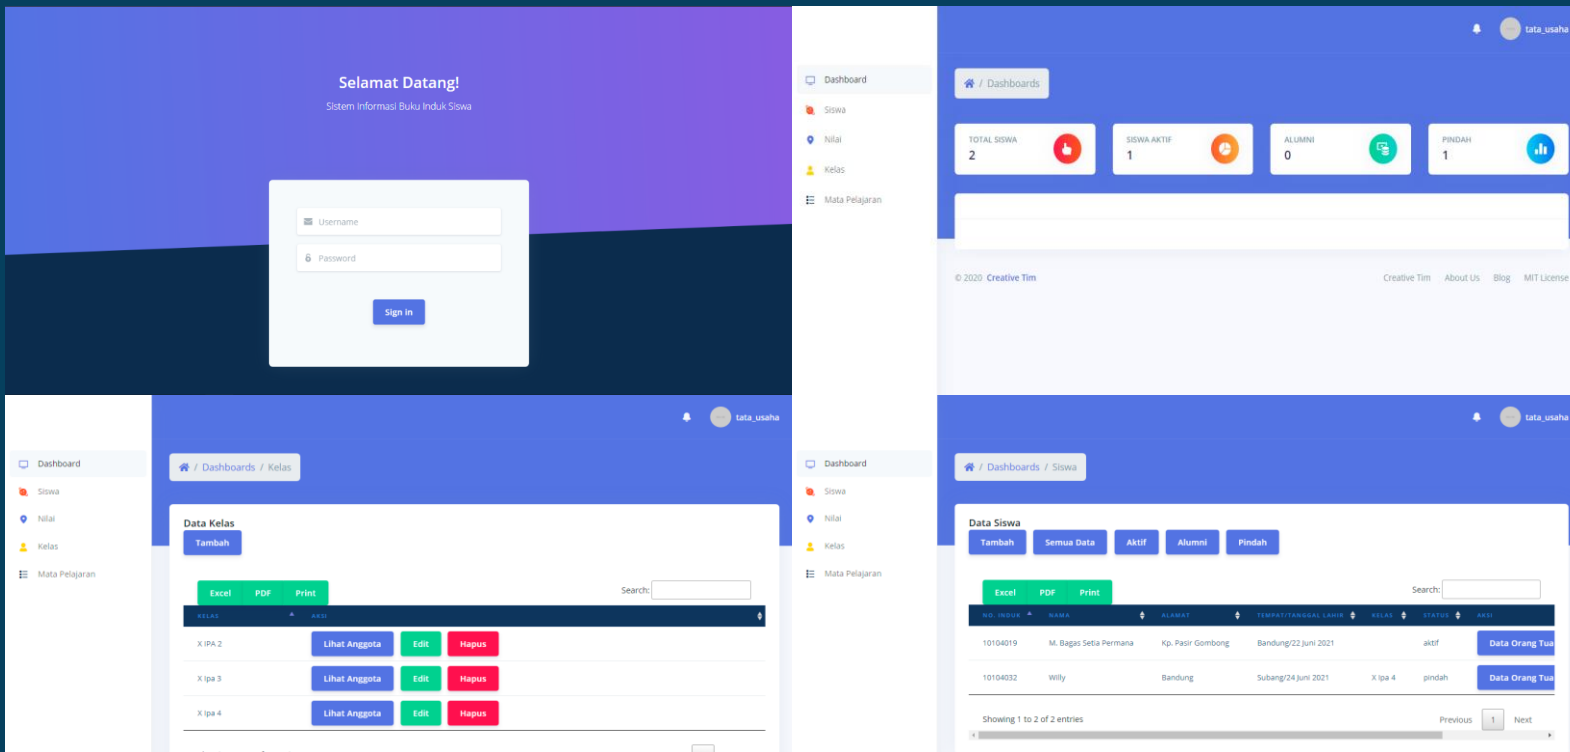 Selamat Datang!
Sistem Informasi Buku Induk Siswa
Username
Password
Sign in
tata_usaha
Dashboard
Siswa
Nilai
Kelas
Mata Pelajaran
/ Dashboards
TOTAL SISWA
2
SISWA AKTIF
1
ALUMNI
0
PINDAH
1
© 2020 Creative Tim
Creative Tim About Us Blog MIT License
tata_usaha
Dashboard
Siswa
Nilai
Kelas
Mata Pelajaran
/ Dashboards / Kelas
Data Kelas
Tambah
Excel PDF Print
Search:
KELAS AKSI
X IPA 2 Lihat Anggota Edit Hapus
X Ipa 3 Lihat Anggota Edit Hapus
X Ipa 4 Lihat Anggota Edit Hapus
tata_usaha
Dashboard
Siswa
Nilai
Kelas
Mata Pelajaran
/ Dashboards / Siswa
Data Siswa
Tambah Semua Data Aktif Alumni Pindah
Excel PDF Print
Search:
NO. INDUK NAMA ALAMAT TEMPAT/TANGGAL LAHIR KELAS STATUS AKSI
10104019 M. Bagas Setia Permana Kp. Pasir Gombong Bandung/22 Juni 2021 aktif Data Orang Tua
10104032 Willy Bandung Subang/24 Juni 2021 X Ipa 4 pindah Data Orang Tua
Showing 1 to 2 of 2 entries
Previous 1 Next